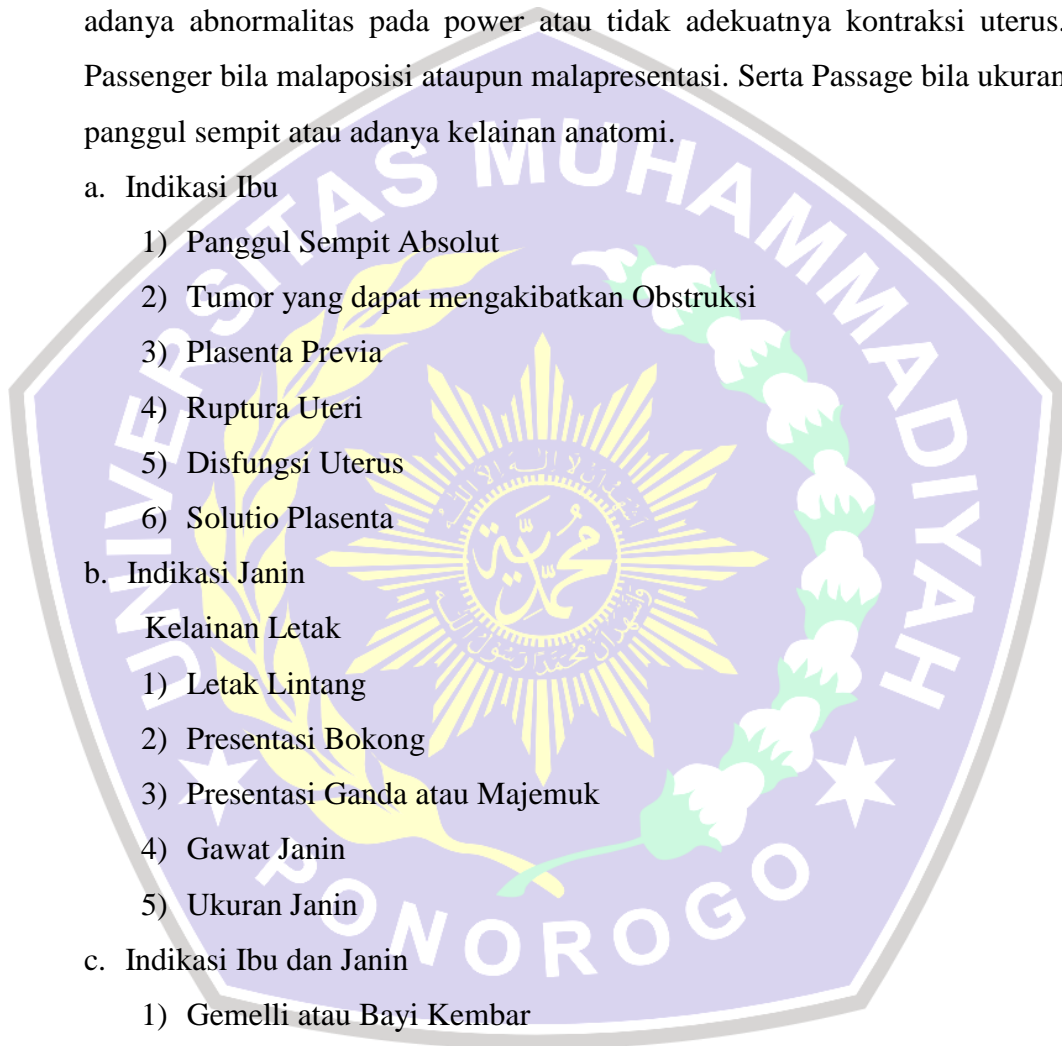 adanya abnormalitas pada power atau tidak adekuatnya kontraksi uterus.
Passenger bila malaposisi ataupun malapresentasi. Serta Passage bila ukuran
panggul sempit atau adanya kelainan anatomi.
a. Indikasi Ibu
1) Panggul Sempit Absolut
2) Tumor yang dapat mengakibatkan Obstruksi
3) Plasenta Previa
4) Ruptura Uteri
5) Disfungsi Uterus
6) Solutio Plasenta
b. Indikasi Janin
Kelainan Letak
1) Letak Lintang
2) Presentasi Bokong
3) Presentasi Ganda atau Majemuk
4) Gawat Janin
5) Ukuran Janin
c. Indikasi Ibu dan Janin
1) Gemelli atau Bayi Kembar
UNIVERSITAS MUHAMMADIYAH
PONOROGO